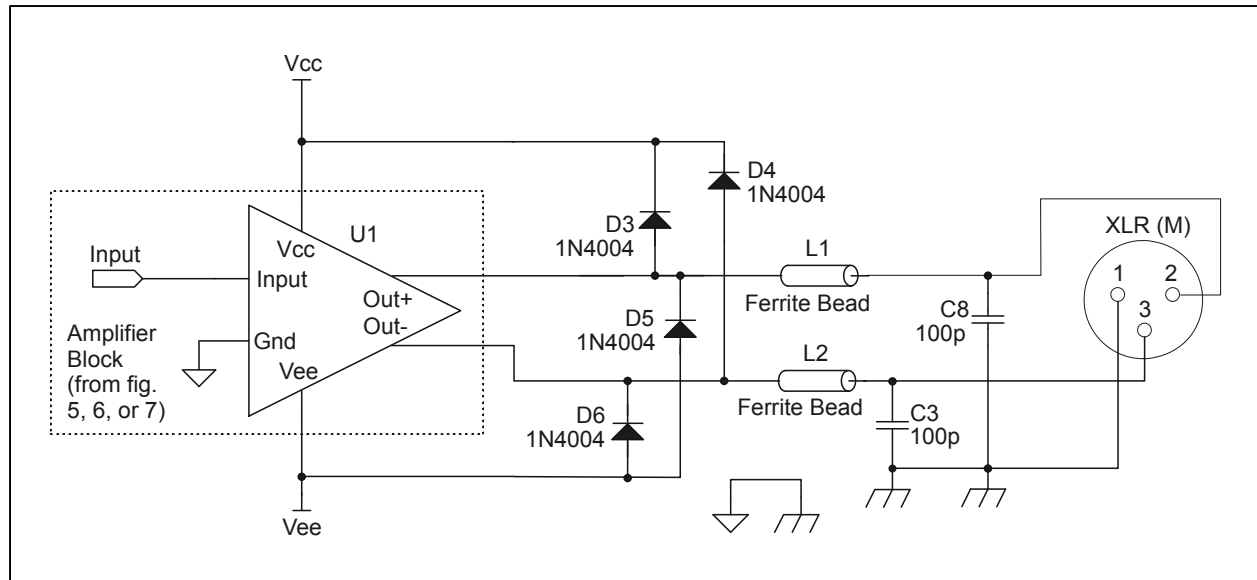 Vcc
D4
1N4004
D3
1N4004
XLR (M)
U1
Input
Vcc
Input
L1
1
2
3
Out+
Out-
Ferrite Bead
D5
1N4004
C8
100p
Amplifier
Block
(from fig.
5, 6, or 7)
Gnd
Vee
L2
Ferrite Bead
D6
1N4004
C3
100p
Vee